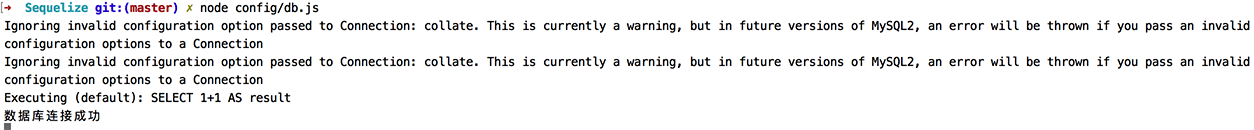 [➜  Sequelize git:(master) ✗ node config/db.js
Ignoring invalid configuration option passed to Connection: collate. This is currently a warning, but in future versions of MySQL2, an error will be thrown if you pass an invalid
configuration options to a Connection
Ignoring invalid configuration option passed to Connection: collate. This is currently a warning, but in future versions of MySQL2, an error will be thrown if you pass an invalid
configuration options to a Connection
Executing (default): SELECT 1+1 AS result
数据库连接成功